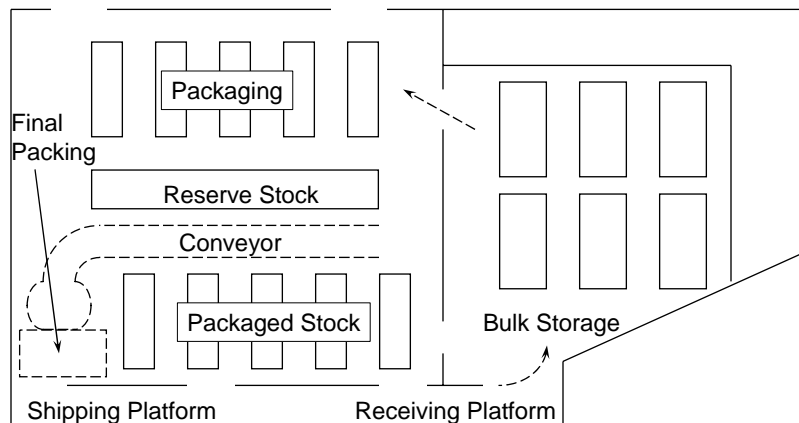 Packaging
Final
Packing
Reserve Stock
Conveyor
Packaged Stock
Bulk Storage
Shipping Platform
Receiving Platform